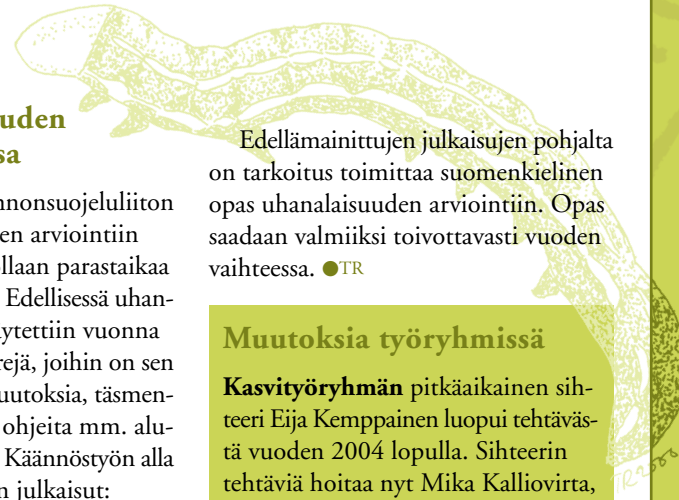 uden
sa
nnonsuojeluliiton
en arviointiin
llaan parastaikaa
Edellisessä uhan-
ytettiin vuonna
rejä, joihin on sen
uutoksia, täsmen-
ohjeita mm. alu-
Käännöstyön alla
n julkaisut:
Edellämainittujen julkaisujen pohjalta
on tarkoitus toimittaa suomenkielinen
opas uhanalaisuuden arviointiin. Opas
saadaan valmiiksi toivottavasti vuoden
vaihteessa. ●TR
Muutoksia työryhmissä
Kasvityöryhmän pitkäaikainen sih-
teeri Eija Kemppainen luopui tehtäväs-
tä vuoden 2004 lopulla. Sihteerin
tehtäviä hoitaa nyt Mika Kalliovirta,